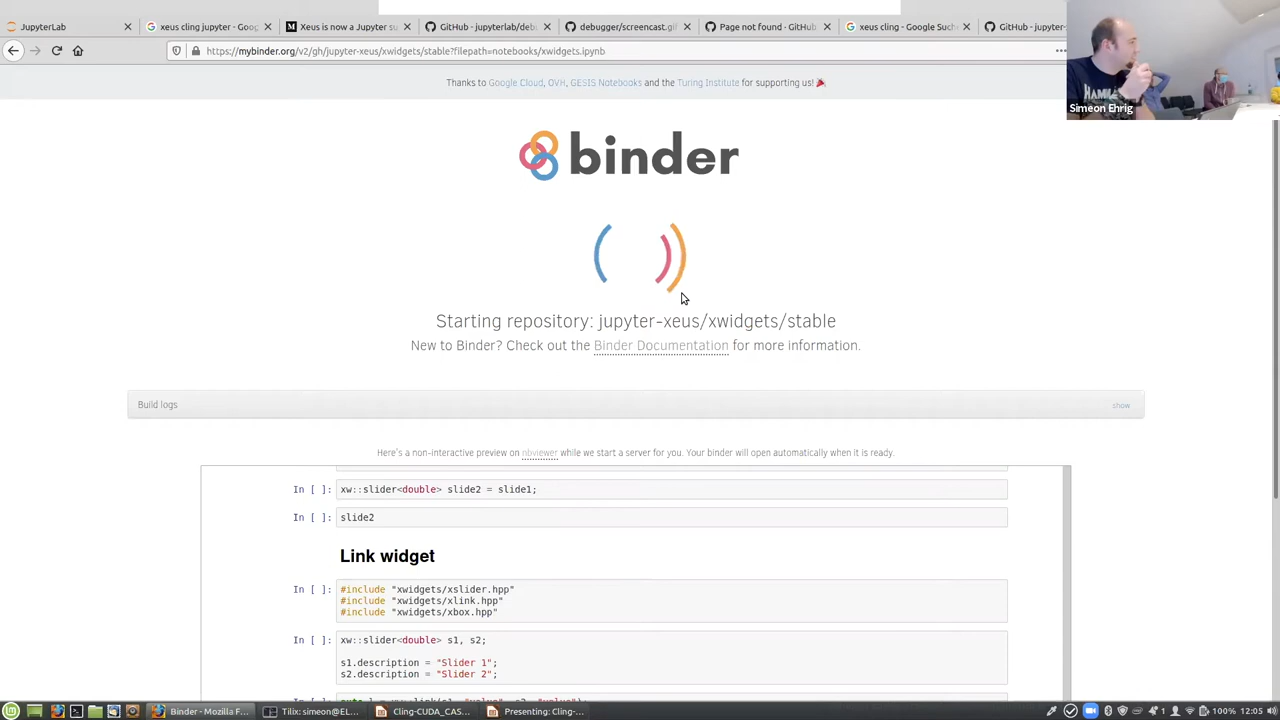 JupyterLab
xeus cling jupyter - Goo
Xeus is now a Jupyter su
GitHub - jupyterlab/deb
debugger/screencast.gif
Page not found · GitHub
xeus cling - Google Such
GitHub - jupyter-
https://mybinder.org/v2/gh/jupyter-xeus/xwidgets/stable?filepath=notebooks/xwidgets.ipynb
Thanks to Google Cloud, OVH, GESIS Notebooks and the Turing Institute for supporting us!
Simeon Ehrig
binder
Starting repository: jupyter-xeus/xwidgets/stable
New to Binder? Check out the Binder Documentation for more information.
Build logs
show
Here's a non-interactive preview on nbviewer while we start a server for you. Your binder will open automatically when it is ready.
In [ ]: xw::slider<double> slide2 = slide1;
In [ ]: slide2
Link widget
In [ ]: #include "xwidgets/xslider.hpp"
#include "xwidgets/xlink.hpp"
#include "xwidgets/xbox.hpp"
In [ ]: xw::slider<double> s1, s2;
s1.description = "Slider 1";
s2.description = "Slider 2";
Binder - Mozilla F...
Tilix: simeon@EL...
Cling-CUDA_CAS...
Presenting: Cling-...
1
100%
12:05